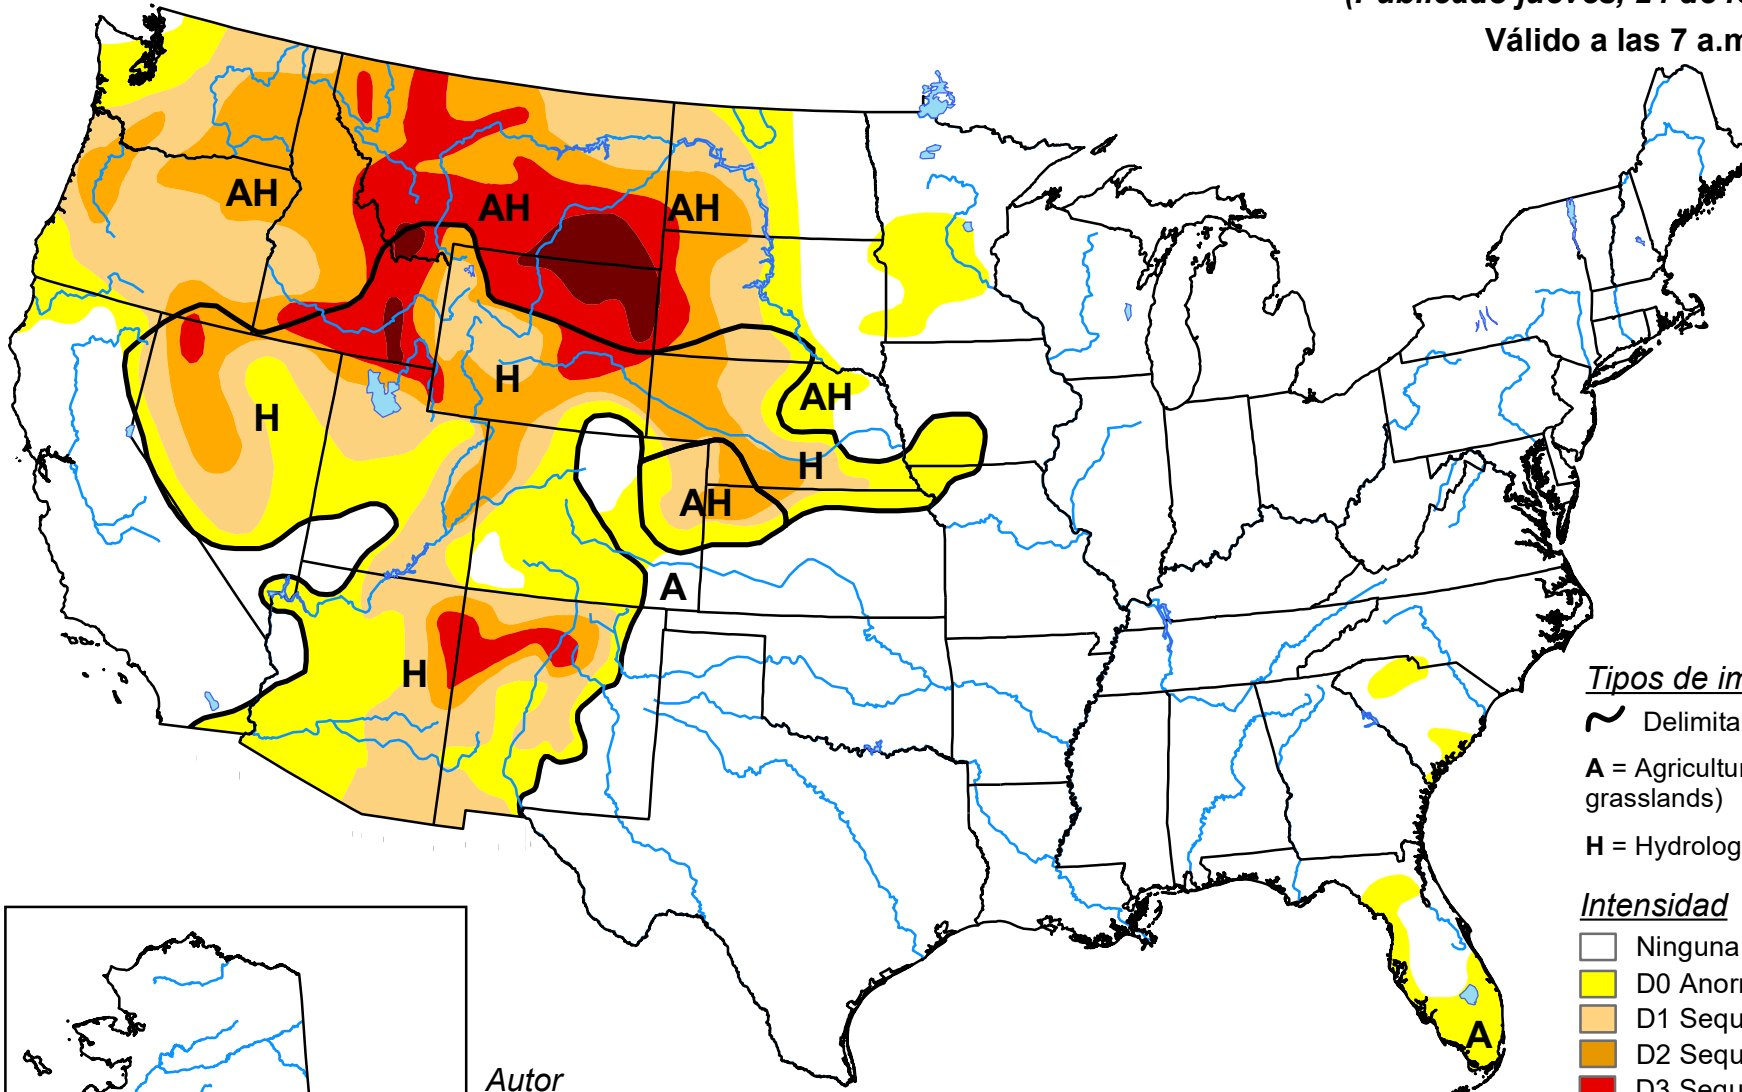 Válido a las 7 a.m
AH
AH
AH
H
AH
H
H
AH
A
H
Tipos de im
Delimita
A = Agricultur
grasslands)
H = Hydrolog
Intensidad
Ninguna
D0 Anorn
D1 Sequ
D2 Sequ
D3 Sequ
A
Autor